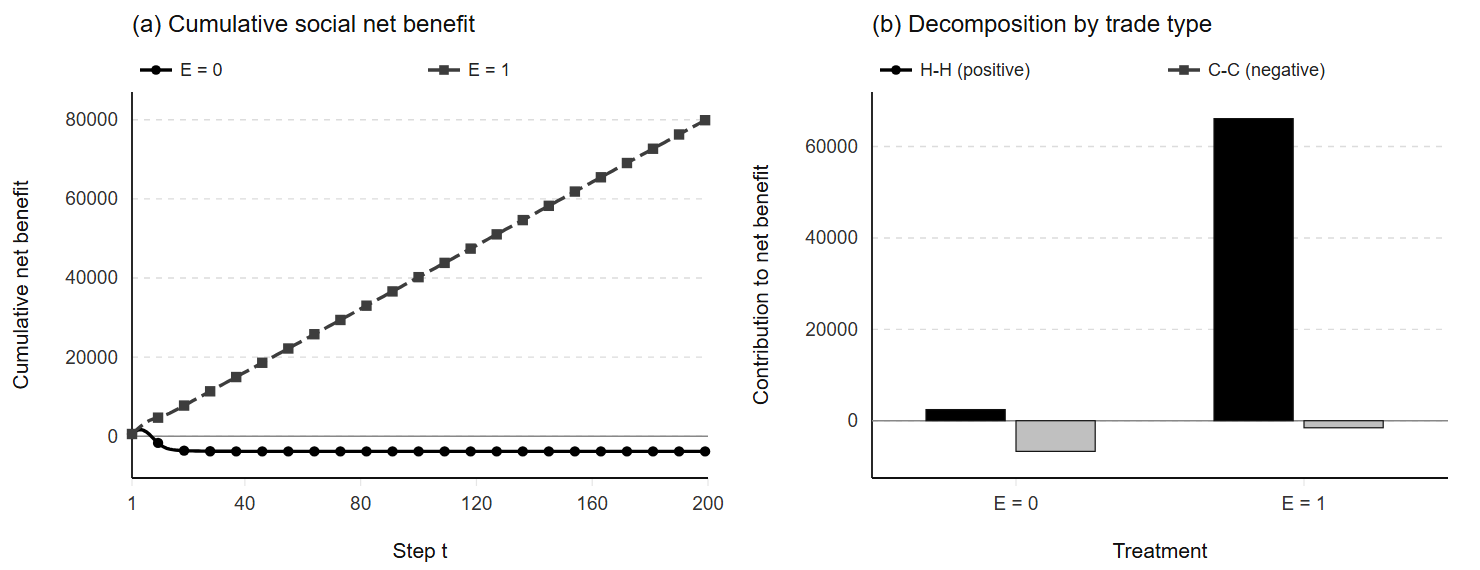 (a) Cumulative social net benefit
E = 0
E = 1
Cumulative net benefit
80000
60000
40000
20000
0
1
40
80
120
160
200
Step t
(b) Decomposition by trade type
H-H (positive)
C-C (negative)
Contribution to net benefit
60000
40000
20000
0
E = 0
E = 1
Treatment